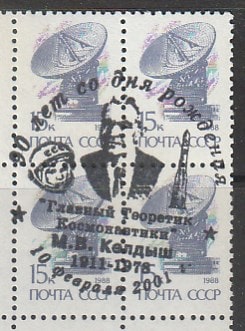 90 лет со дня рождения
15к 1988 15к 1988
ПОЧТА СССР ПОЧТА СССР
"Главный Теоретик
Космонавтики"
М.В. Келдыш
1911-1978
10 февраля 2001
15к 1988 15к 1988
ПОЧТА СССР ПОЧТА СССР